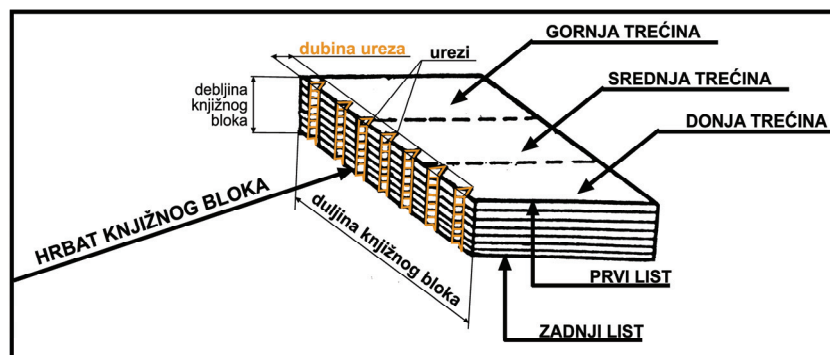 GORNJA TREĆINA
dubina ureza
urezi
SREDNJA TREĆINA
debljina
knjižnog
bloka
DONJA TREĆINA
HRBAT KNJIŽNOG BLOKA
duljina knjižnog bloka
PRVI LIST
ZADNJI LIST